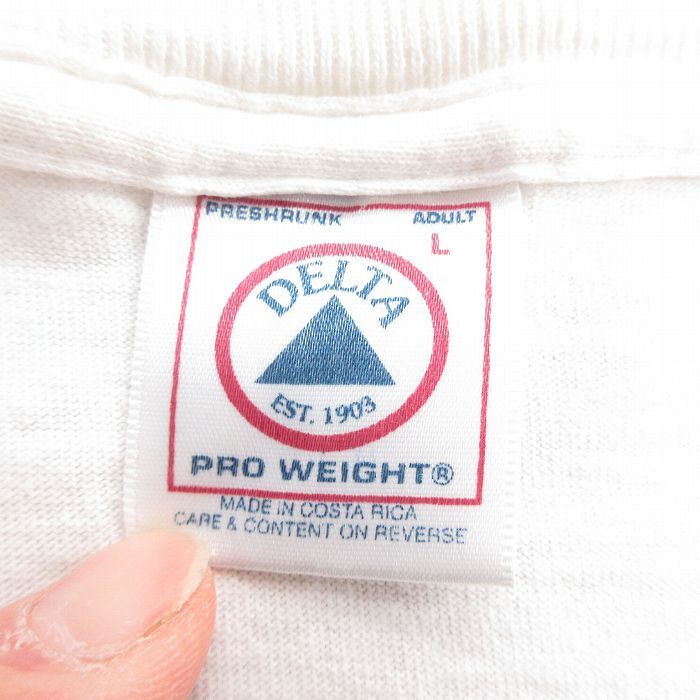 PRESHRUNK ADULT
L
DELTA
EST. 1903
PRO WEIGHT®
MADE IN COSTA RICA
CARE & CONTENT ON REVERSE